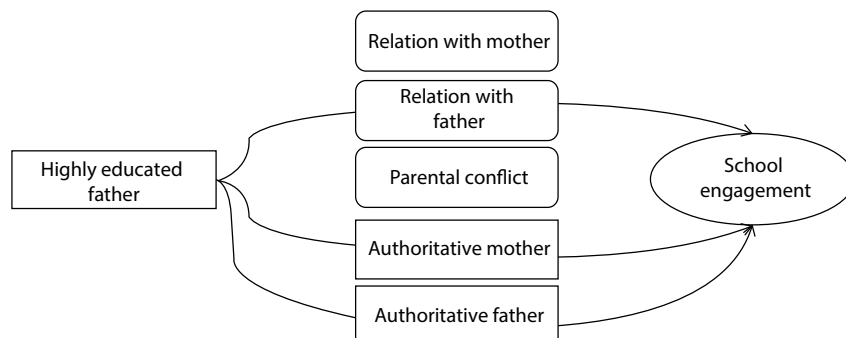 Relation with mother
Relation with
father
Highly educated
father
Parental conflict
School
engagement
Authoritative mother
Authoritative father